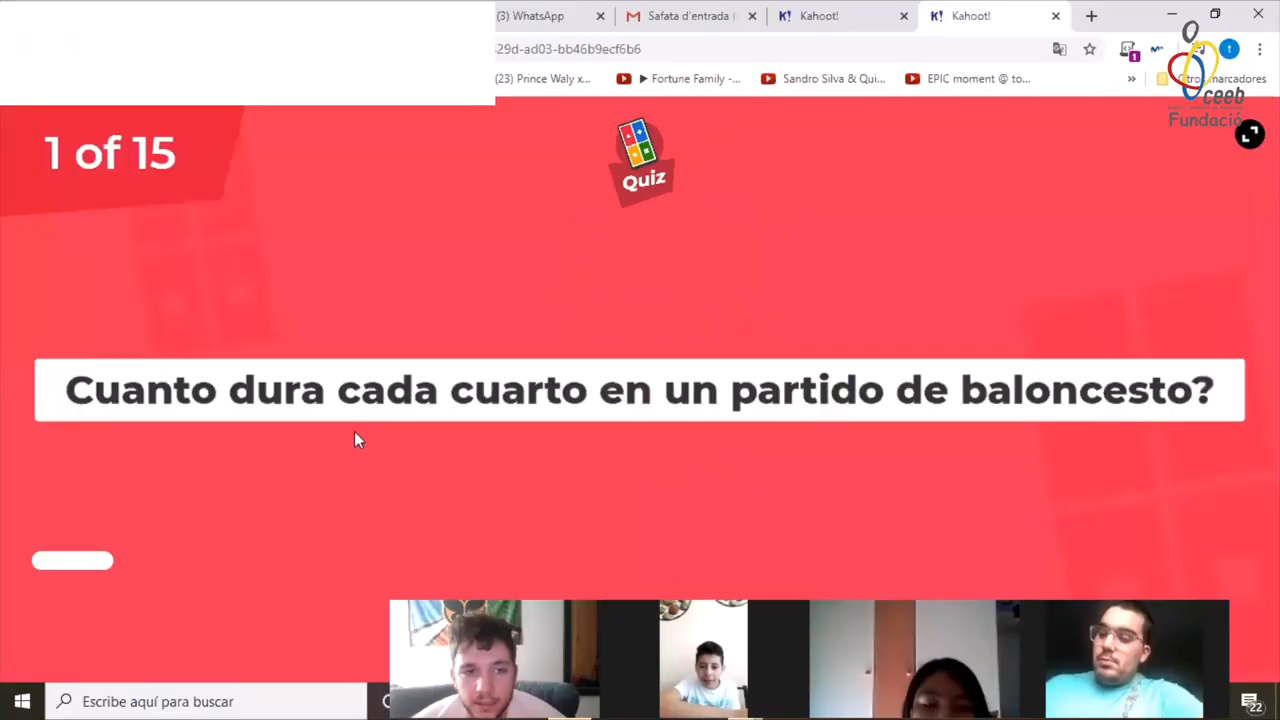 (3) WhatsApp
Safata d'entrada
Kahoot!
Kahoot!
29d-ad03-bb46b9ecf6b6
1
t
(23) Prince Waly x...
► Fortune Family -...
Sandro Silva & Qui...
EPIC moment @ to...
»
Otros marcadores
ceeb
Fundació
1 of 15
Quiz
Cuanto dura cada cuarto en un partido de baloncesto?
Escribe aquí para buscar
22